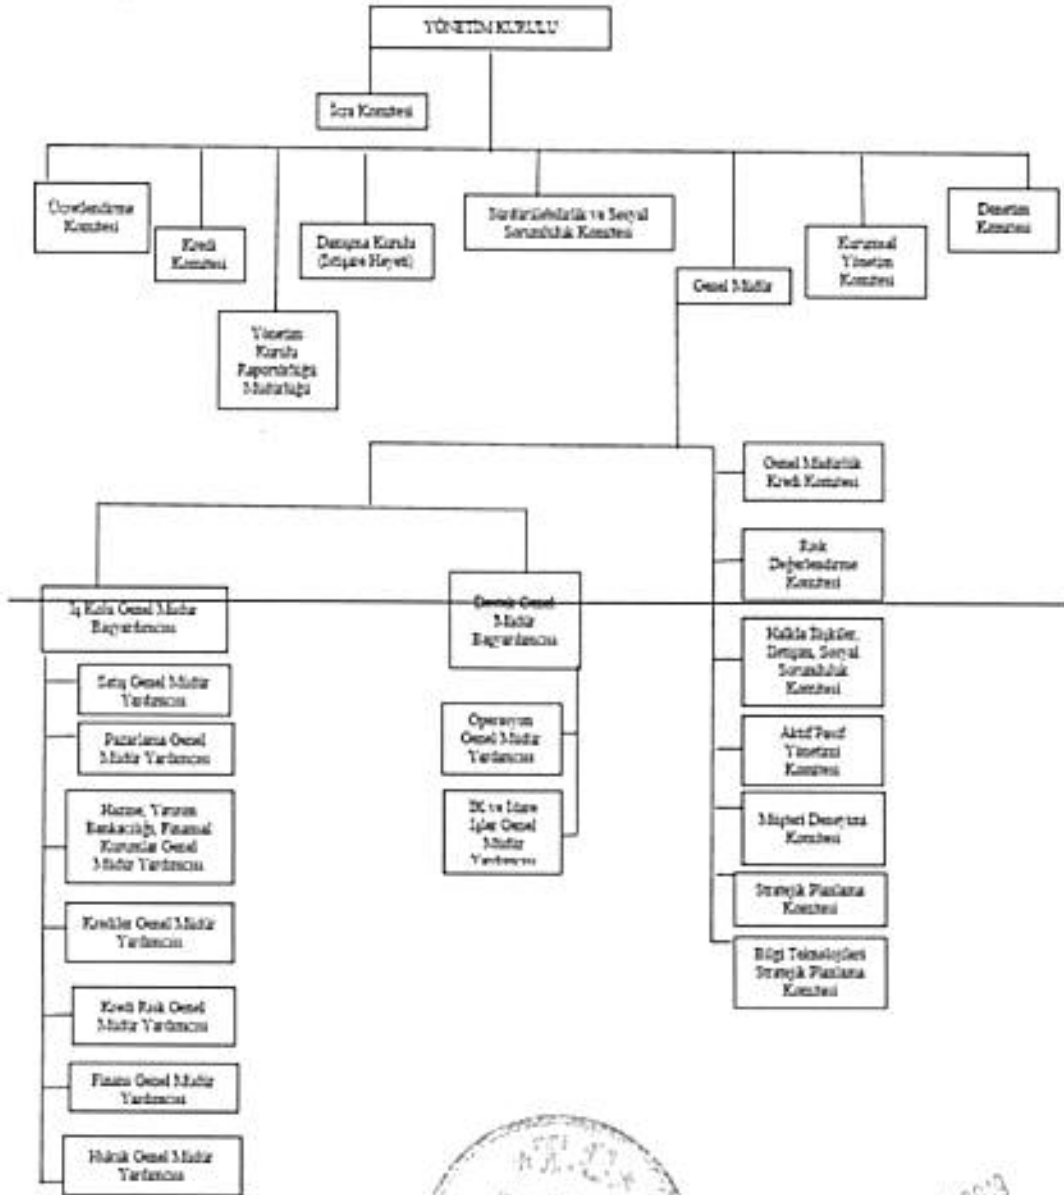 YÖNETİM KURULU
İcra Komitesi
Ücretlendirme
Komitesi
Kredi
Komitesi
Yönetim
Kurulu
Raportörlüğü
Müdürlüğü
Danışma Kurulu
(İstişare Heyeti)
Sürdürülebilirlik ve Sosyal
Sorumluluk Komitesi
Genel Müdür
Kurumsal
Yönetim
Komitesi
Denetim
Komitesi
Genel Müdürlük
Kredi Komitesi
Risk
Değerlendirme
Komitesi
Halkla İlişkiler,
İletişim, Sosyal
Sorumluluk
Komitesi
Aktif Pasif
Yönetimi
Komitesi
Müşteri Deneyimi
Komitesi
Stratejik Planlama
Komitesi
Bilgi Teknolojileri
Stratejik Planlama
Komitesi
İş Kolu Genel Müdür
Başyardımcısı
Satış Genel Müdür
Yardımcısı
Pazarlama Genel
Müdür Yardımcısı
Hazine, Yatırım
Bankacılığı, Finansal
Kurumlar Genel
Müdür Yardımcısı
Krediler Genel Müdür
Yardımcısı
Kredi Risk Genel
Müdür Yardımcısı
Finans Genel Müdür
Yardımcısı
Hukuk Genel Müdür
Yardımcısı
Destek Genel
Müdür
Başyardımcısı
Operasyon
Genel Müdür
Yardımcısı
İK ve İdare
İşler Genel
Müdür
Yardımcısı